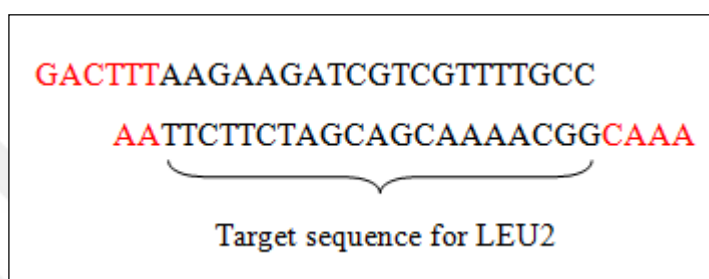 GACTTTAAGAAGATCGTCGTTTTGCC
AATTCTTCTAGCAGCAAAACGGCAAA
Target sequence for LEU2